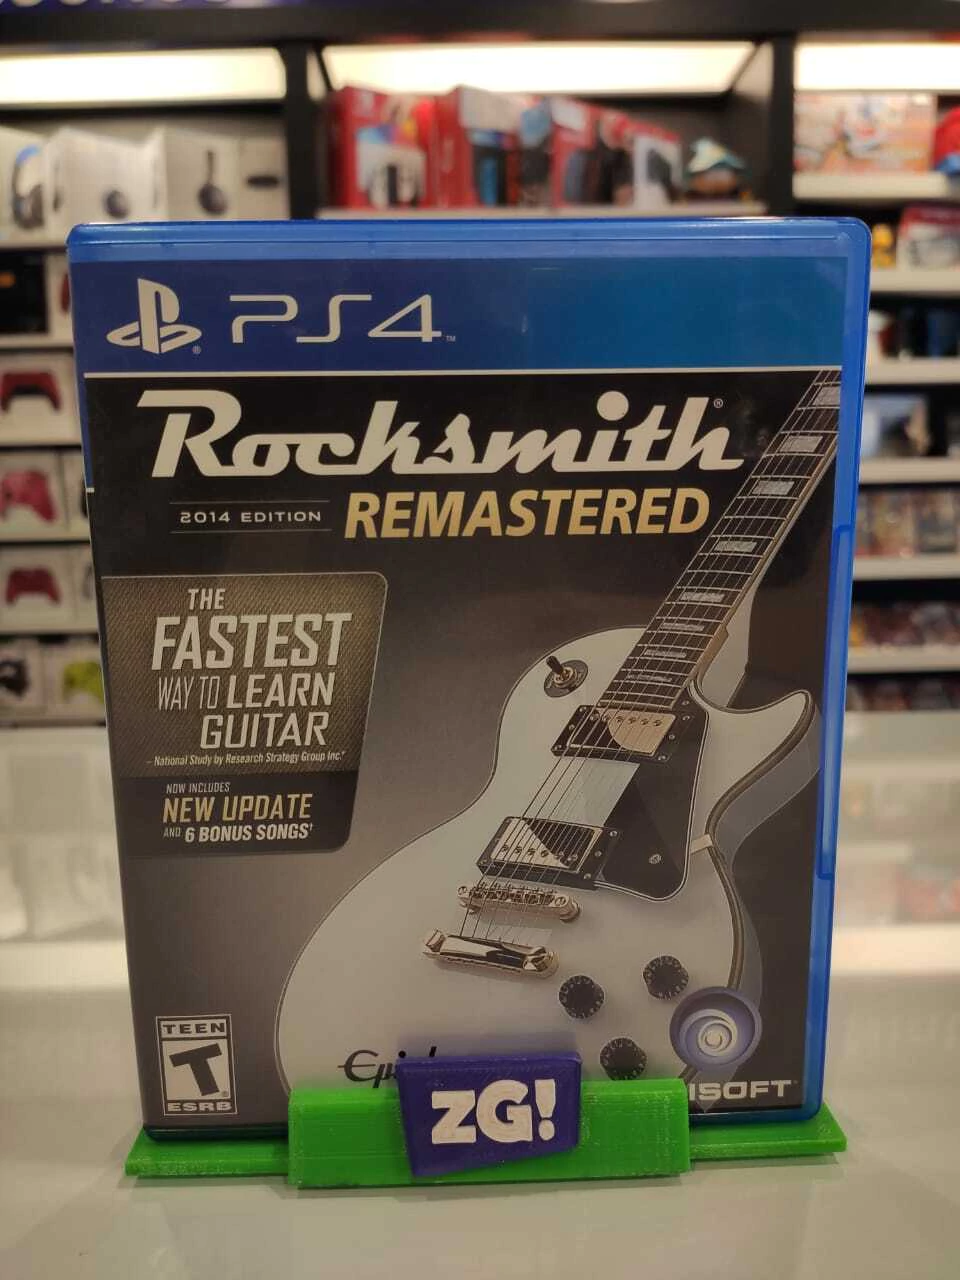 PS4™
Rocksmith®
2014 EDITION REMASTERED
THE
FASTEST
WAY TO LEARN
GUITAR
– National Study by Research Strategy Group Inc.*
NOW INCLUDES
NEW UPDATE
AND 6 BONUS SONGS†
TEEN
T
ESRB
ZG!